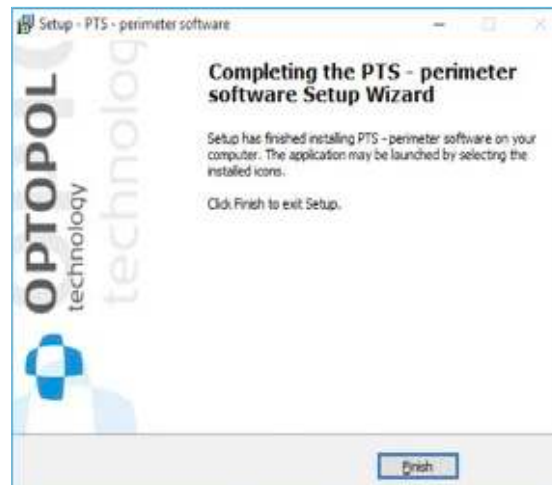 Setup - PTS - perimeter software
OPTOPOL
technology
technolog
Completing the PTS - perimeter
software Setup Wizard
Setup has finished installing PTS - perimeter software on your
computer. The application may be launched by selecting the
installed icons.
Click Finish to exit Setup.
Finish